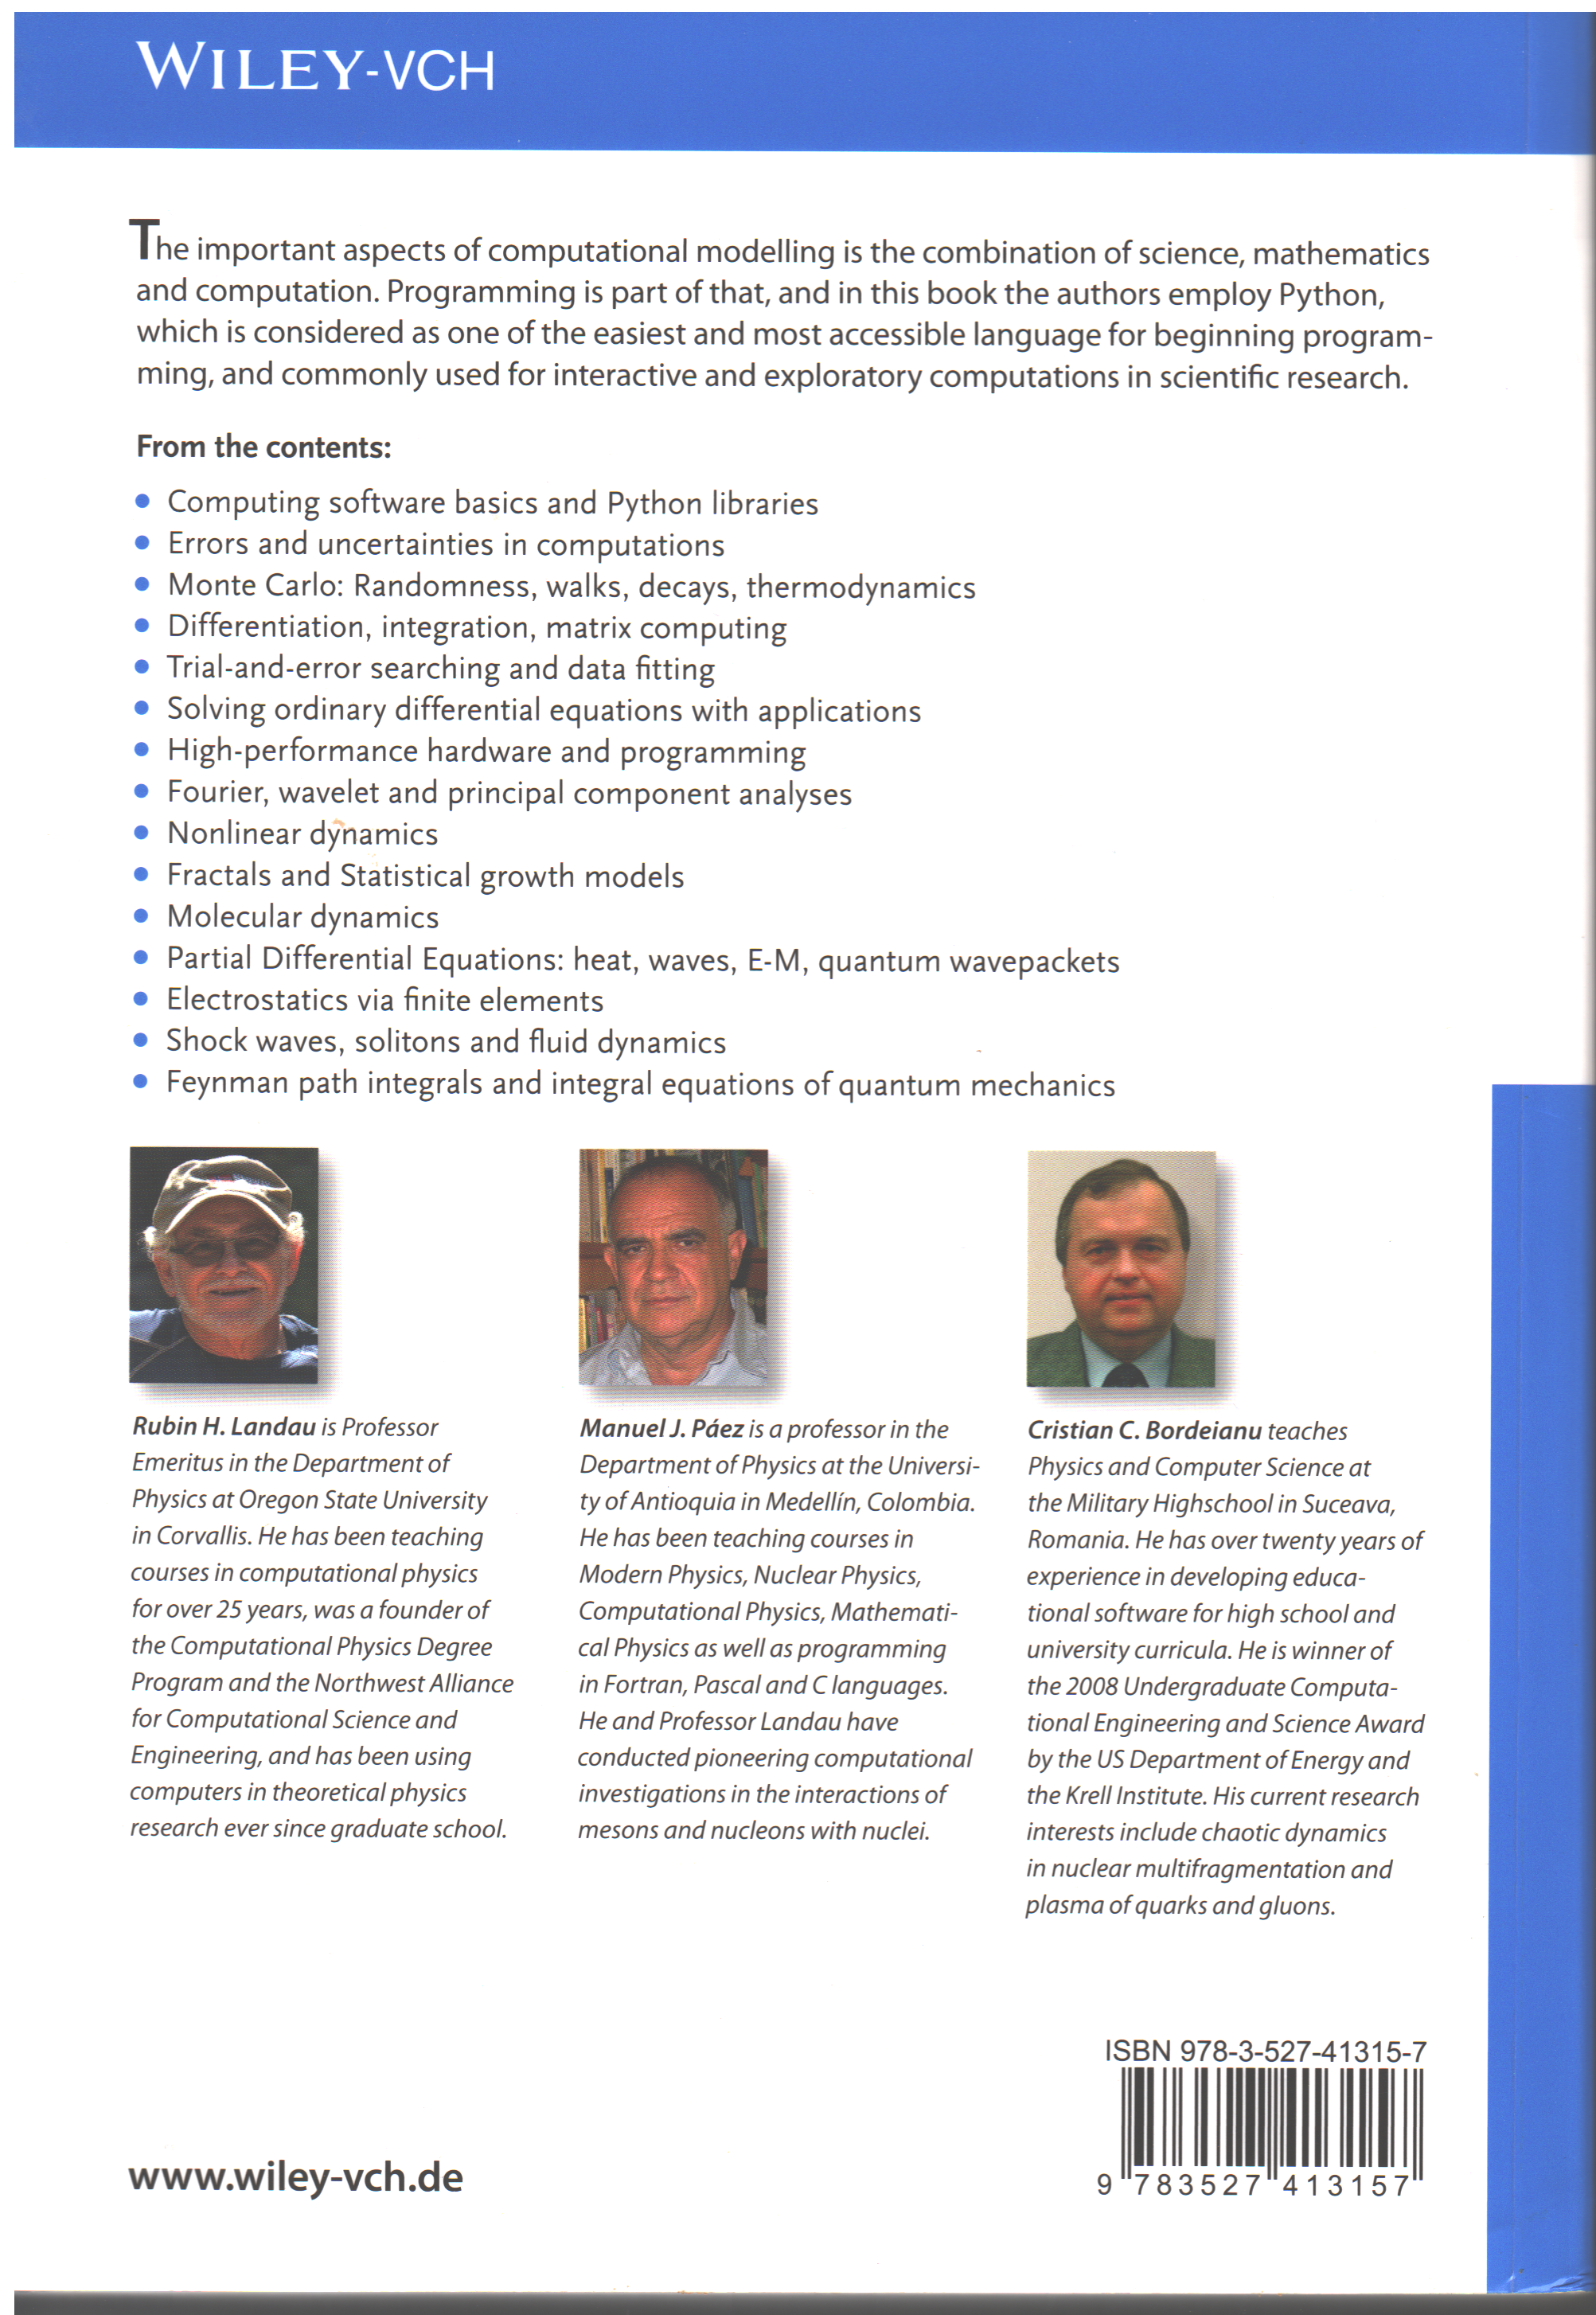 WILEY-VCH
The important aspects of computational modelling is the combination of science, mathematics
and computation. Programming is part of that, and in this book the authors employ Python,
which is considered as one of the easiest and most accessible language for beginning program-
ming, and commonly used for interactive and exploratory computations in scientific research.
From the contents:
• Computing software basics and Python libraries
• Errors and uncertainties in computations
• Monte Carlo: Randomness, walks, decays, thermodynamics
• Differentiation, integration, matrix computing
• Trial-and-error searching and data fitting
• Solving ordinary differential equations with applications
• High-performance hardware and programming
• Fourier, wavelet and principal component analyses
• Nonlinear dynamics
• Fractals and Statistical growth models
• Molecular dynamics
• Partial Differential Equations: heat, waves, E-M, quantum wavepackets
• Electrostatics via finite elements
• Shock waves, solitons and fluid dynamics
• Feynman path integrals and integral equations of quantum mechanics
Rubin H. Landau is Professor
Emeritus in the Department of
Physics at Oregon State University
in Corvallis. He has been teaching
courses in computational physics
for over 25 years, was a founder of
the Computational Physics Degree
Program and the Northwest Alliance
for Computational Science and
Engineering, and has been using
computers in theoretical physics
research ever since graduate school.
Manuel J. Páez is a professor in the
Department of Physics at the Universi-
ty of Antioquia in Medellín, Colombia.
He has been teaching courses in
Modern Physics, Nuclear Physics,
Computational Physics, Mathemati-
cal Physics as well as programming
in Fortran, Pascal and C languages.
He and Professor Landau have
conducted pioneering computational
investigations in the interactions of
mesons and nucleons with nuclei.
Cristian C. Bordeianu teaches
Physics and Computer Science at
the Military Highschool in Suceava,
Romania. He has over twenty years of
experience in developing educa-
tional software for high school and
university curricula. He is winner of
the 2008 Undergraduate Computa-
tional Engineering and Science Award
by the US Department of Energy and
the Krell Institute. His current research
interests include chaotic dynamics
in nuclear multifragmentation and
plasma of quarks and gluons.
ISBN 978-3-527-41315-7
9 783527 413157
www.wiley-vch.de